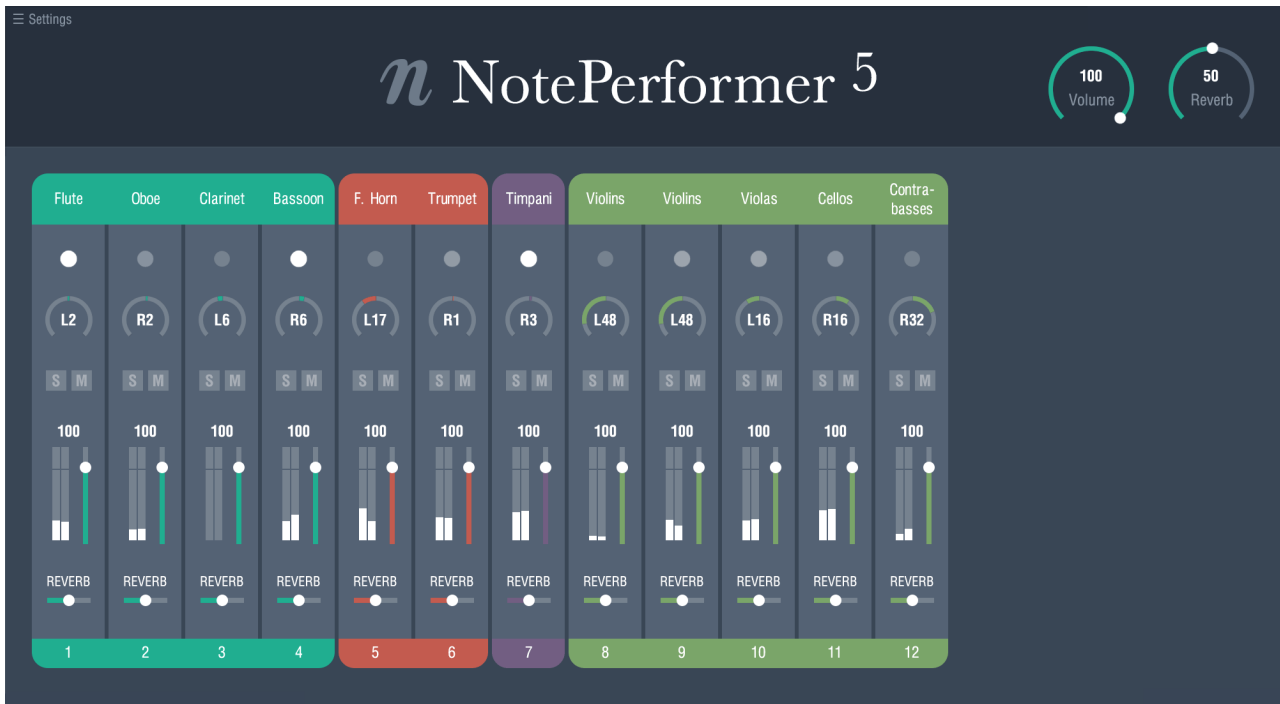 ☰ Settings
n NotePerformer 5
100
Volume
50
Reverb
Flute Oboe Clarinet Bassoon F. Horn Trumpet Timpani Violins Violins Violas Cellos Contra-
basses
L2 R2 L6 R6 L17 R1 R3 L48 L48 L16 R16 R32
S M S M S M S M S M S M S M S M S M S M S M S M
100 100 100 100 100 100 100 100 100 100 100 100
REVERB REVERB REVERB REVERB REVERB REVERB REVERB REVERB REVERB REVERB REVERB REVERB
1 2 3 4 5 6 7 8 9 10 11 12